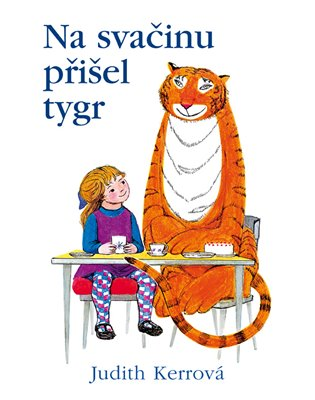 Na svačinu
přišel
tygr
Judith Kerrová